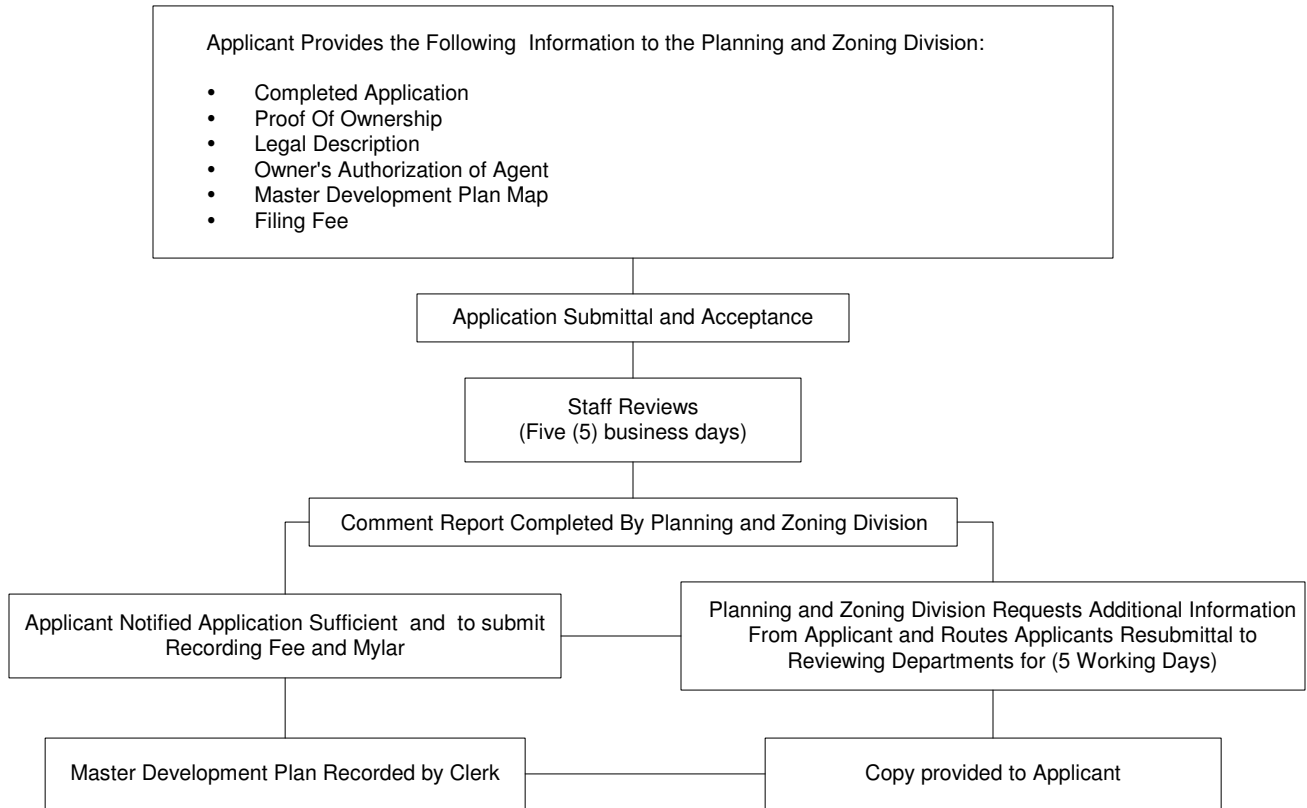 Applicant Provides the Following Information to the Planning and Zoning Division:
• Completed Application
• Proof Of Ownership
• Legal Description
• Owner's Authorization of Agent
• Master Development Plan Map
• Filing Fee
Application Submittal and Acceptance
Staff Reviews
(Five (5) business days)
Comment Report Completed By Planning and Zoning Division
Applicant Notified Application Sufficient and to submit
Recording Fee and Mylar
Planning and Zoning Division Requests Additional Information
From Applicant and Routes Applicants Resubmittal to
Reviewing Departments for (5 Working Days)
Master Development Plan Recorded by Clerk
Copy provided to Applicant